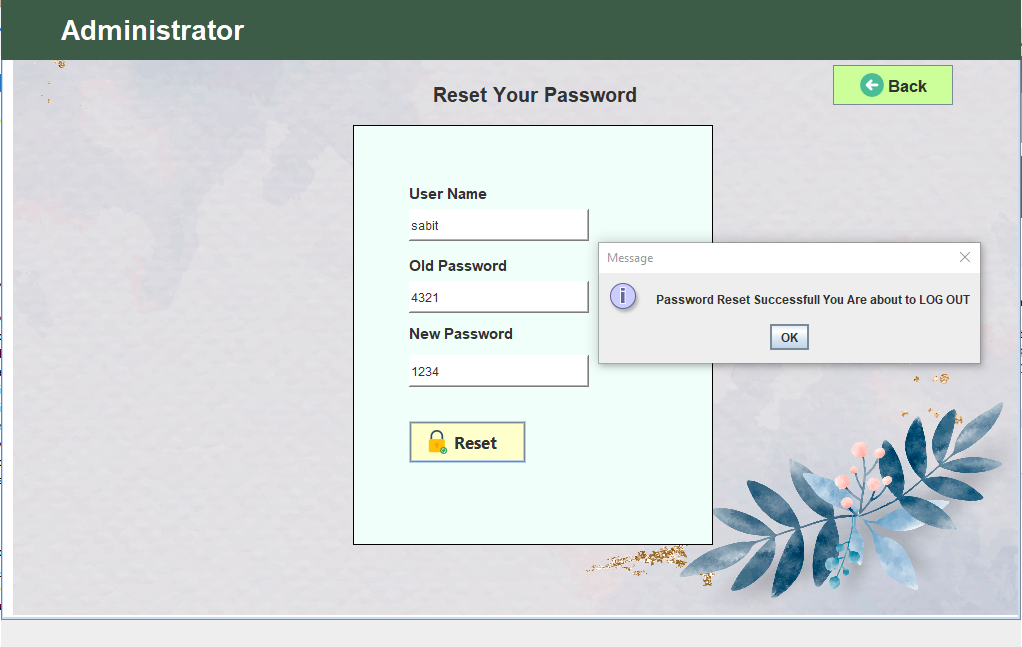 Administrator
Back
Reset Your Password
User Name
sabit
Old Password
4321
New Password
1234
Reset
Message
Password Reset Successfull You Are about to LOG OUT
OK